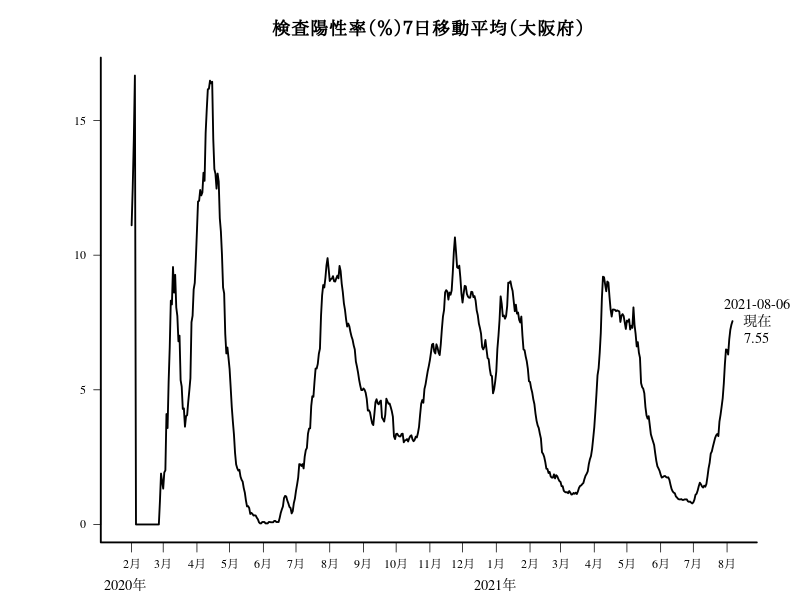 検査陽性率(%)7日移動平均(大阪府)
15
10
5
0
2021-08-06
現在
7.55
2月 3月 4月 5月 6月 7月 8月 9月 10月 11月 12月 1月 2月 3月 4月 5月 6月 7月 8月
2020年 2021年